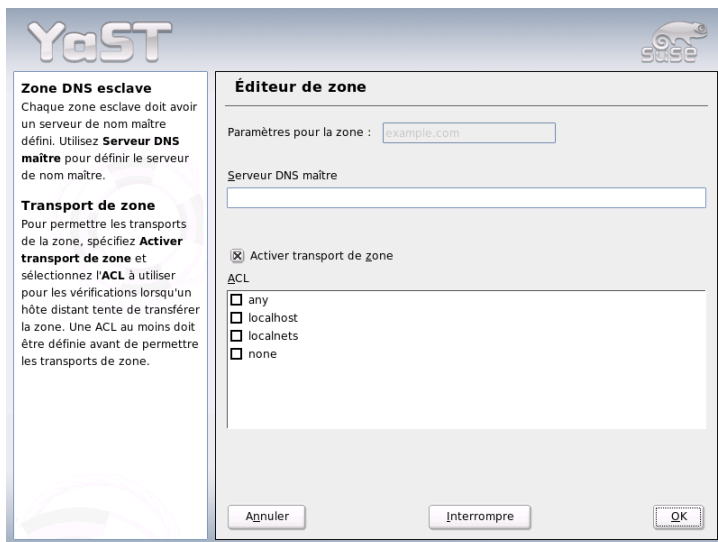 YaST
SUSE
Zone DNS esclave
Chaque zone esclave doit avoir
un serveur de nom maître
défini. Utilisez Serveur DNS
maître pour définir le serveur
de nom maître.
Transport de zone
Pour permettre les transports
de la zone, spécifiez Activer
transport de zone et
sélectionnez l'ACL à utiliser
pour les vérifications lorsqu'un
hôte distant tente de transférer
la zone. Une ACL au moins doit
être définie avant de permettre
les transports de zone.
Éditeur de zone
Paramètres pour la zone : example.com
Serveur DNS maître
Activer transport de zone
ACL
any
localhost
localnets
none
Annuler Interrompre OK